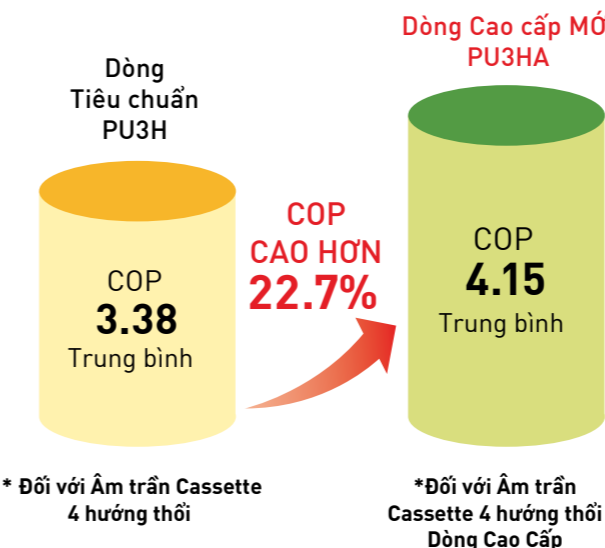 Dòng
Tiêu chuẩn
PU3H
COP
3.38
Trung bình
* Đối với Âm trần Cassette
4 hướng thổi
COP
CAO HƠN
22.7%
Dòng Cao cấp MỚ
PU3HA
COP
4.15
Trung bình
*Đối với Âm trần
Cassette 4 hướng thổi
Dòng Cao Cấp